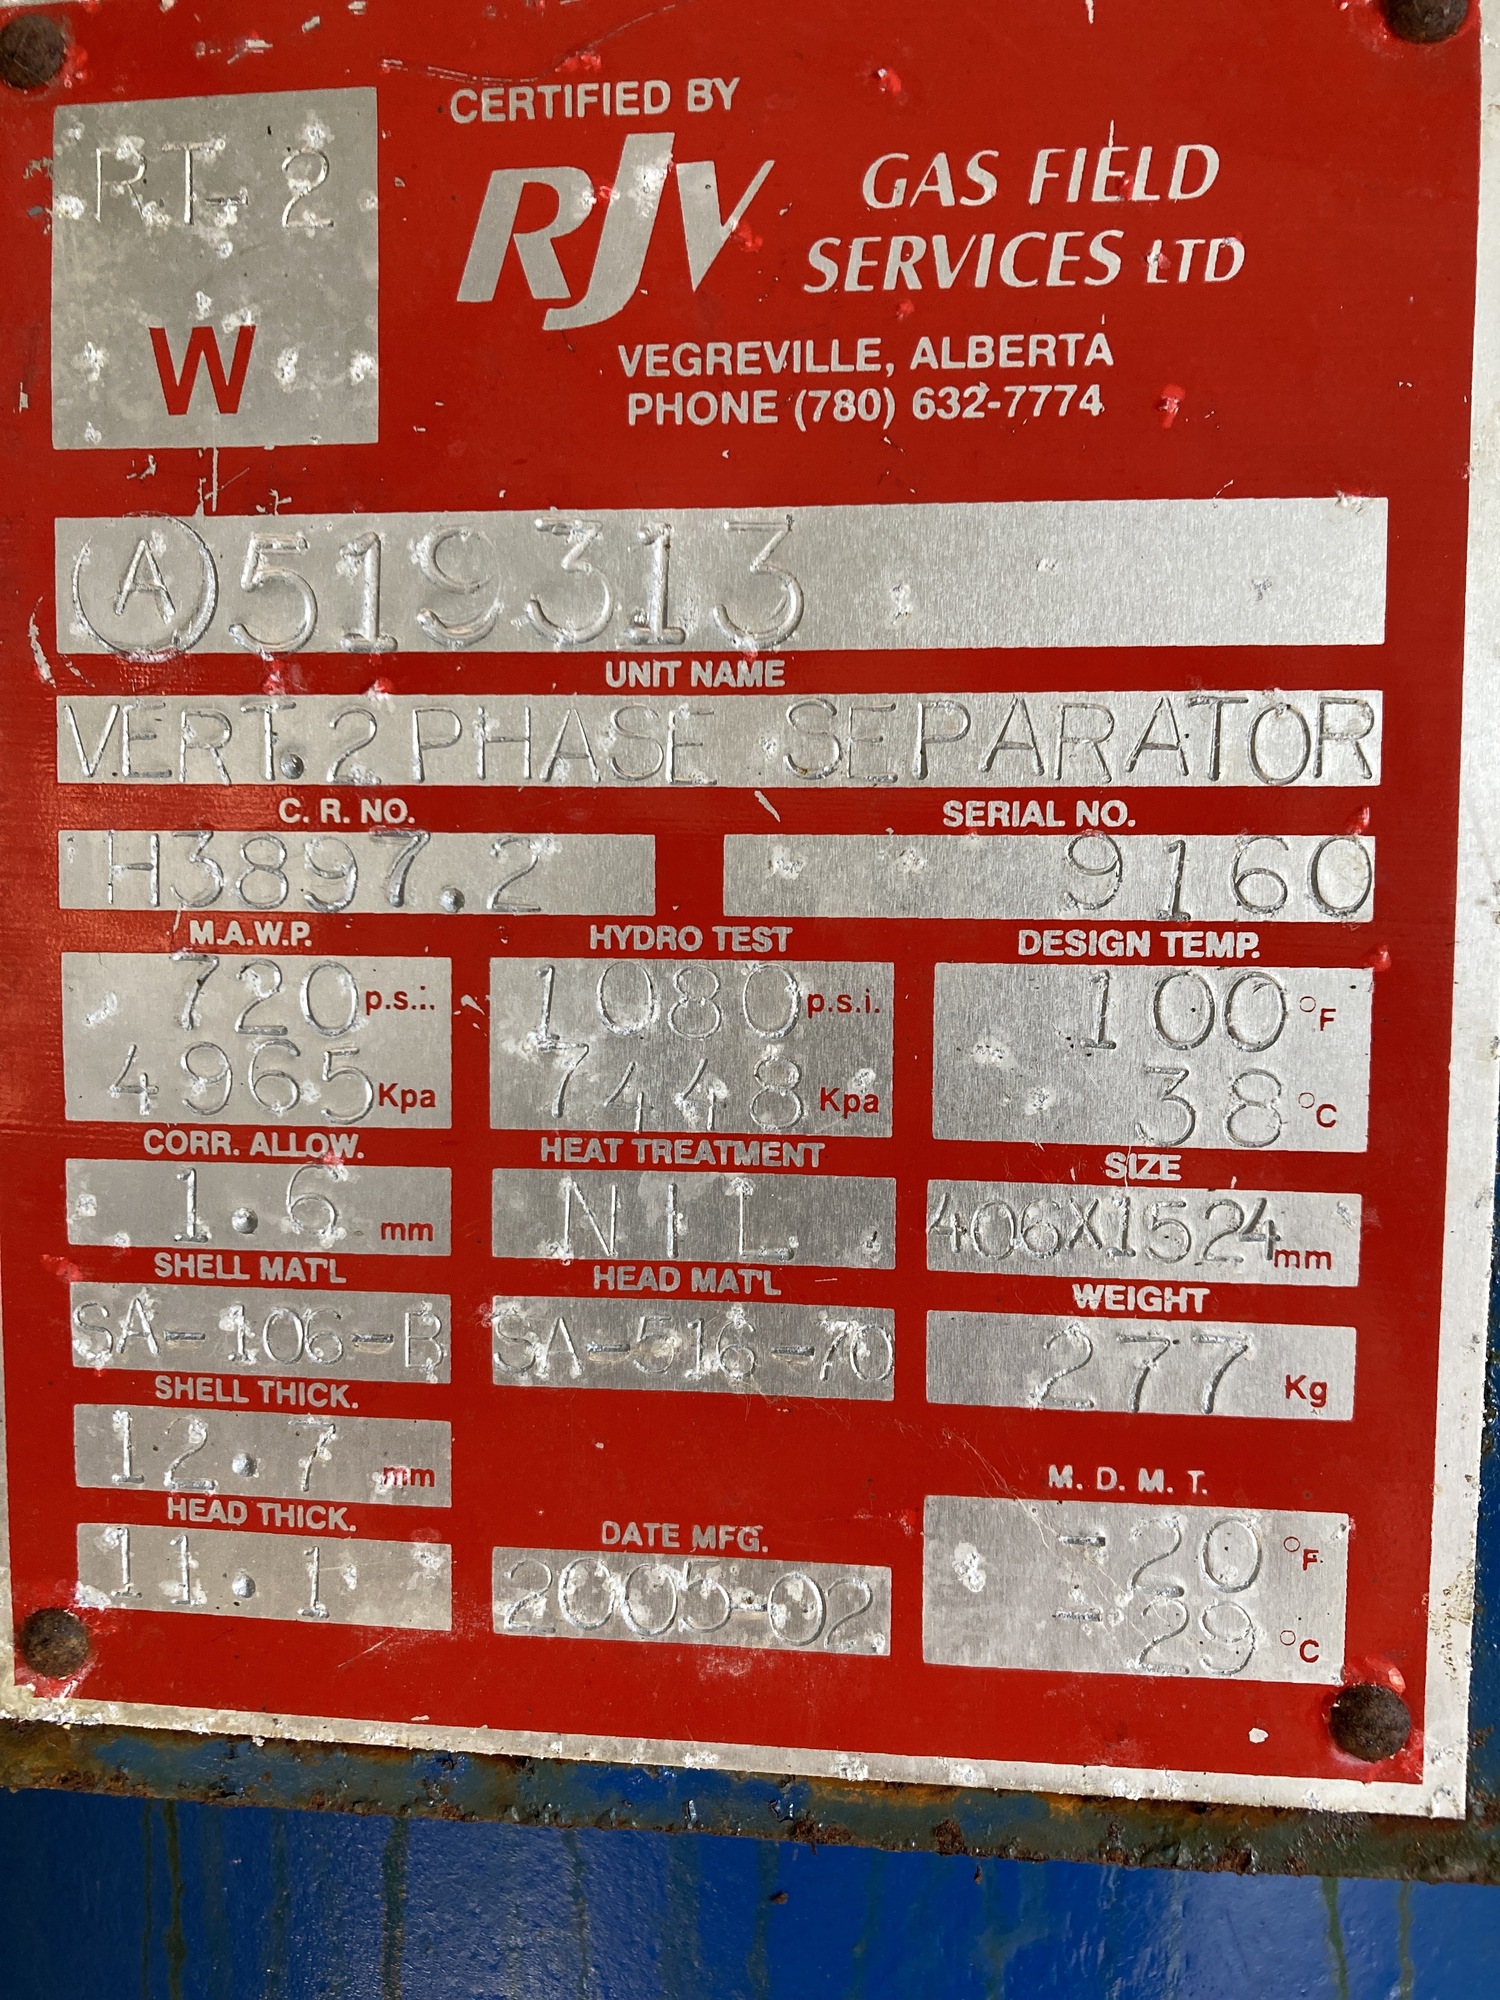 RT-2
W
CERTIFIED BY
RJV GAS FIELD
SERVICES LTD
VEGREVILLE, ALBERTA
PHONE (780) 632-7774
Ⓐ519313
UNIT NAME
VERT. 2 PHASE SEPARATOR
C. R. NO. SERIAL NO.
H3897.2 9160
M.A.W.P. HYDRO TEST DESIGN TEMP.
720 p.s.i. 1080 p.s.i. 100 °F
4965 Kpa 7448 Kpa 38 °C
CORR. ALLOW. HEAT TREATMENT SIZE
1.6 mm NIL 406X1524 mm
SHELL MAT'L HEAD MAT'L WEIGHT
SA-106-B SA-516-70 277 Kg
SHELL THICK.
12.7 mm
HEAD THICK. DATE MFG. M. D. M. T.
11.1 2005-02 -20 °F
-29 °C